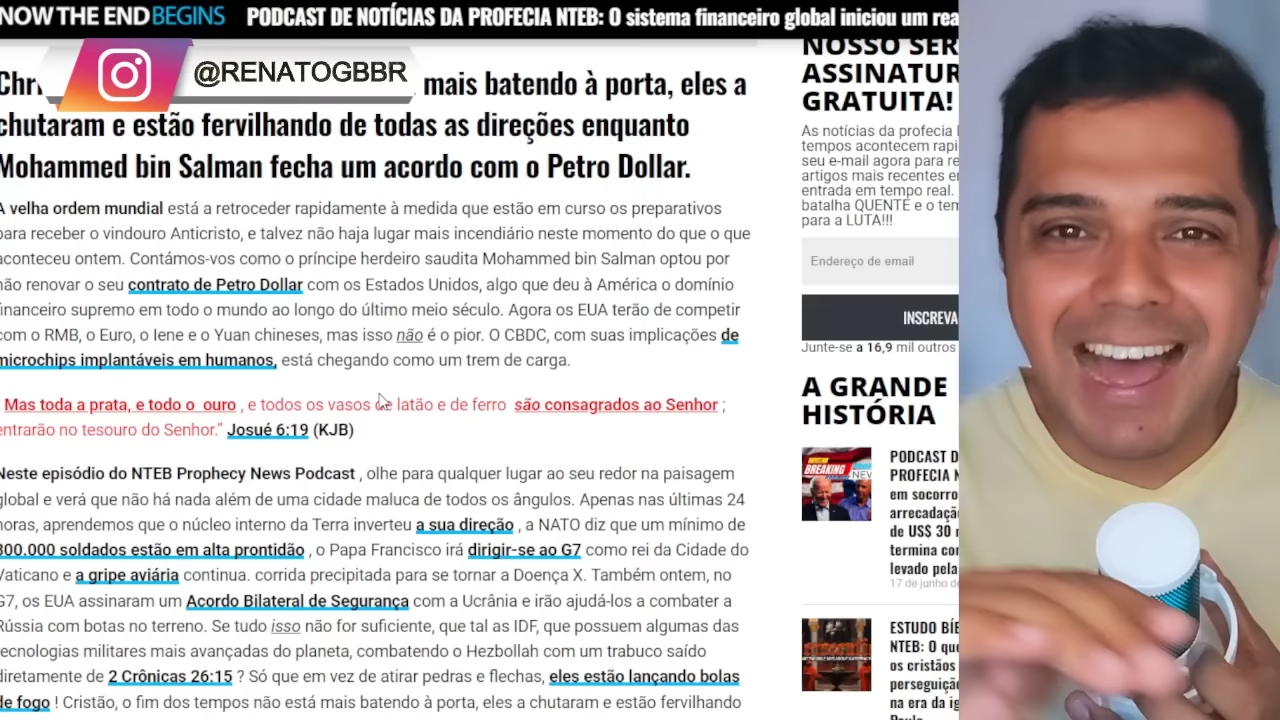 NOW THE END BEGINS PODCAST DE NOTÍCIAS DA PROFECIA NTEB: O sistema financeiro global iniciou um rea
@RENATOGBBR
mais batendo à porta, eles a
chutaram e estão fervilhando de todas as direções enquanto
Mohammed bin Salman fecha um acordo com o Petro Dollar.
A velha ordem mundial está a retroceder rapidamente à medida que estão em curso os preparativos
para receber o vindouro Anticristo, e talvez não haja lugar mais incendiário neste momento do que o que
aconteceu ontem. Contámos-vos como o príncipe herdeiro saudita Mohammed bin Salman optou por
não renovar o seu contrato de Petro Dollar com os Estados Unidos, algo que deu à América o domínio
financeiro supremo em todo o mundo ao longo do último meio século. Agora os EUA terão de competir
com o RMB, o Euro, o Iene e o Yuan chineses, mas isso não é o pior. O CBDC, com suas implicações de
microchips implantáveis em humanos, está chegando como um trem de carga.
Mas toda a prata, e todo o ouro , e todos os vasos de latão e de ferro são consagrados ao Senhor ;
entrarão no tesouro do Senhor.” Josué 6:19 (KJB)
Neste episódio do NTEB Prophecy News Podcast , olhe para qualquer lugar ao seu redor na paisagem
global e verá que não há nada além de uma cidade maluca de todos os ângulos. Apenas nas últimas 24
horas, aprendemos que o núcleo interno da Terra inverteu a sua direção , a NATO diz que um mínimo de
300.000 soldados estão em alta prontidão , o Papa Francisco irá dirigir-se ao G7 como rei da Cidade do
Vaticano e a gripe aviária continua. corrida precipitada para se tornar a Doença X. Também ontem, no
G7, os EUA assinaram um Acordo Bilateral de Segurança com a Ucrânia e irão ajudá-los a combater a
Rússia com botas no terreno. Se tudo isso não for suficiente, que tal as IDF, que possuem algumas das
tecnologias militares mais avançadas do planeta, combatendo o Hezbollah com um trabuco saído
diretamente de 2 Crônicas 26:15 ? Só que em vez de atirar pedras e flechas, eles estão lançando bolas
de fogo ! Cristão, o fim dos tempos não está mais batendo à porta, eles a chutaram e estão fervilhando
NOSSO SER
ASSINATUR
GRATUITA!
As notícias da profecia
tempos acontecem rapi
seu e-mail agora para re
artigos mais recentes e
entrada em tempo real.
batalha QUENTE e o tem
para a LUTA!!!
Endereço de email
INSCREVA
Junte-se a 16,9 mil outros
A GRANDE
HISTÓRIA
BREAKING NEW
PODCAST D
PROFECIA N
em socorro
arrecadação
de US$ 30 m
termina con
levado pela
17 de junho de
ESTUDO BÍB
NTEB: O que
os cristãos
perseguição
na era da ig
Paulo